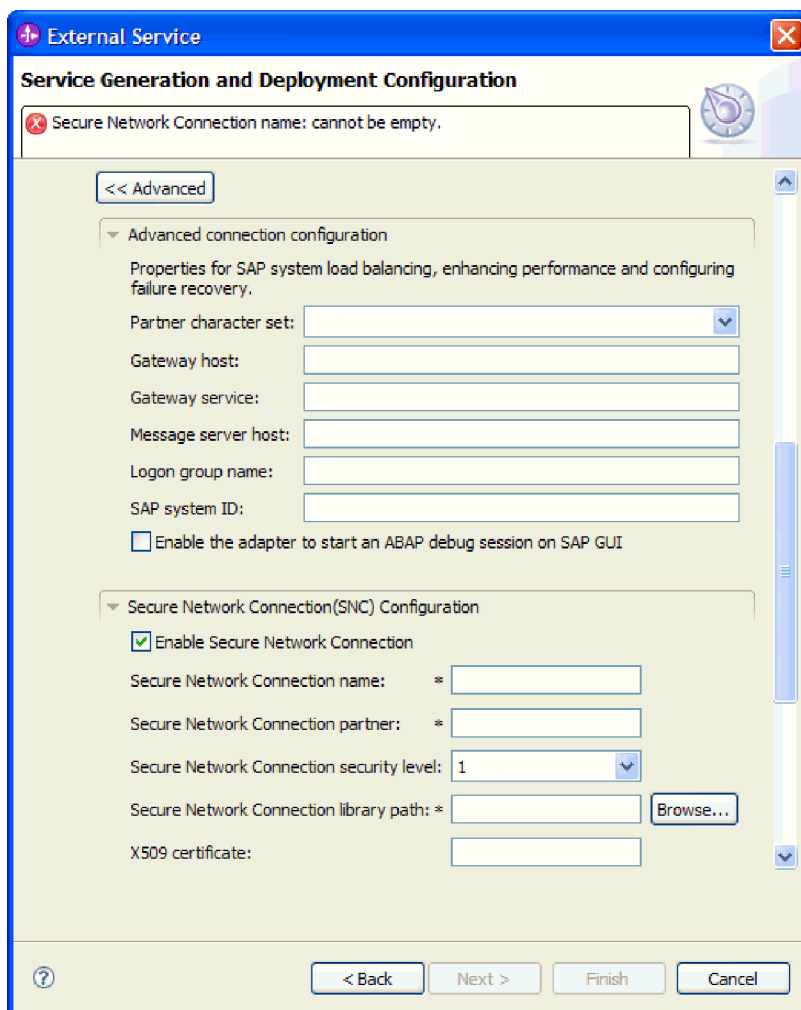 External Service
Service Generation and Deployment Configuration
Secure Network Connection name: cannot be empty.
<< Advanced
Advanced connection configuration
Properties for SAP system load balancing, enhancing performance and configuring
failure recovery.
Partner character set:
Gateway host:
Gateway service:
Message server host:
Logon group name:
SAP system ID:
Enable the adapter to start an ABAP debug session on SAP GUI
Secure Network Connection(SNC) Configuration
Enable Secure Network Connection
Secure Network Connection name: *
Secure Network Connection partner: *
Secure Network Connection security level: 1
Secure Network Connection library path: * Browse...
X509 certificate:
? < Back Next > Finish Cancel